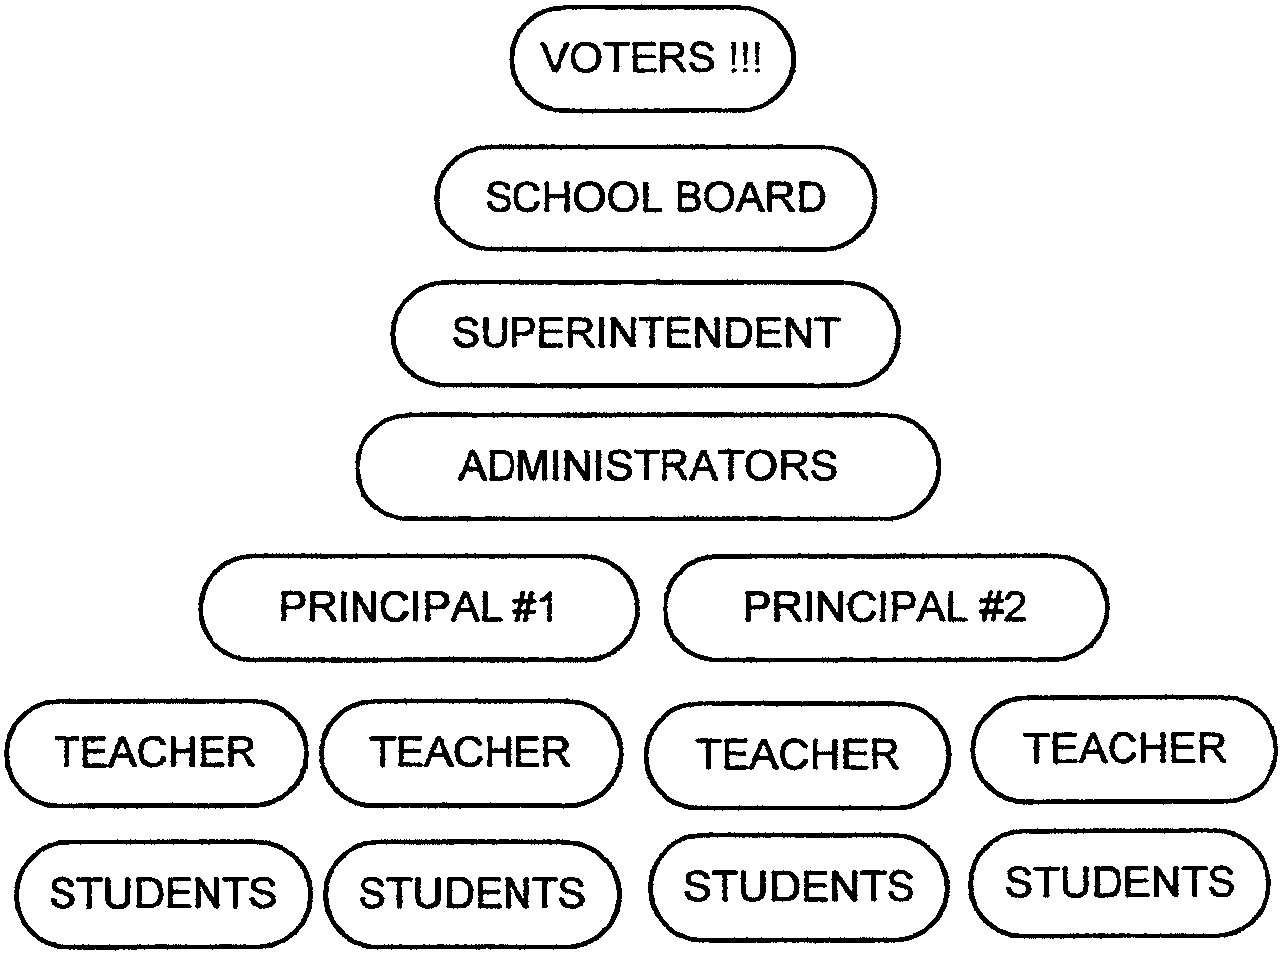 VOTERS !!!
SCHOOL BOARD
SUPERINTENDENT
ADMINISTRATORS
PRINCIPAL #1 PRINCIPAL #2
TEACHER TEACHER TEACHER TEACHER
STUDENTS STUDENTS STUDENTS STUDENTS